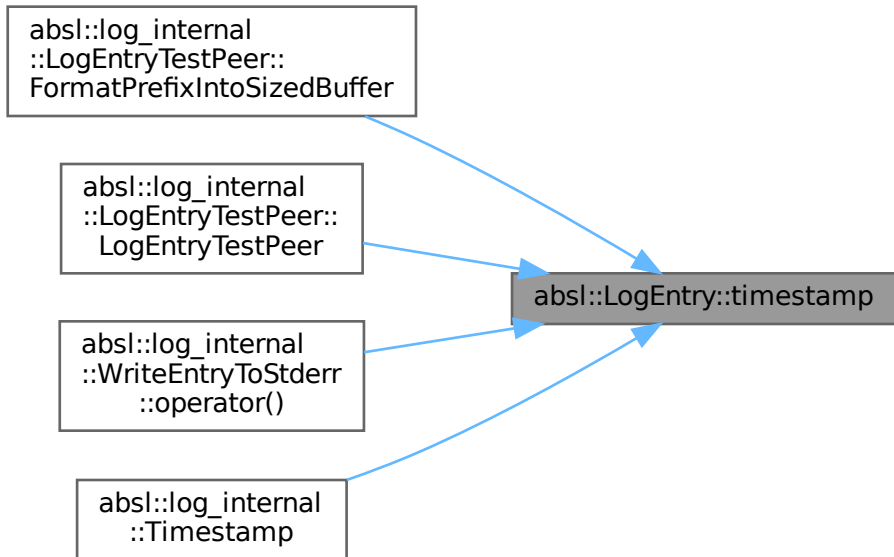 absl::log_internal
::LogEntryTestPeer::
FormatPrefixIntoSizedBuffer
absl::log_internal
::LogEntryTestPeer::
LogEntryTestPeer
absl::LogEntry::timestamp
absl::log_internal
::WriteEntryToStderr
::operator()
absl::log_internal
::Timestamp